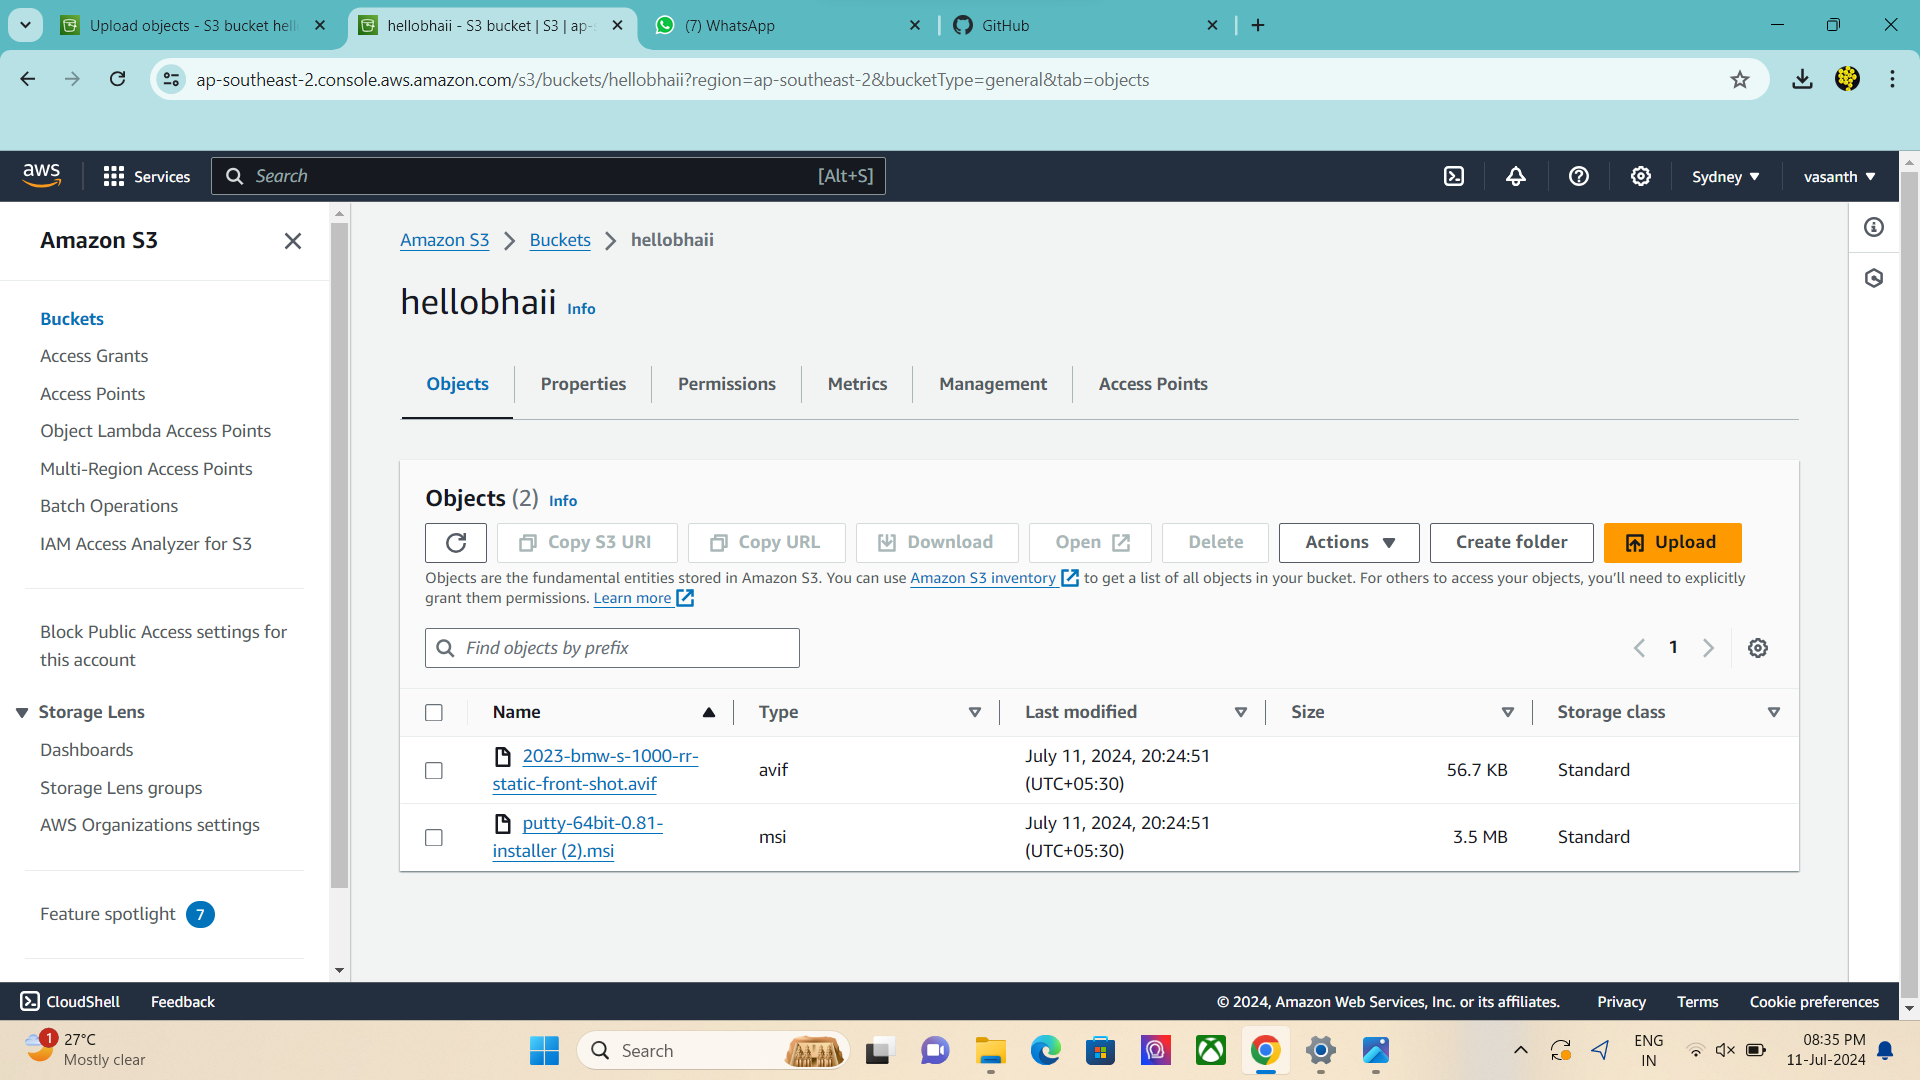 Upload objects - S3 bucket hell
hellobhaii - S3 bucket | S3 | ap-s
(7) WhatsApp
GitHub
ap-southeast-2.console.aws.amazon.com/s3/buckets/hellobhaii?region=ap-southeast-2&bucketType=general&tab=objects
aws
Services
Search
[Alt+S]
Sydney
vasanth
Amazon S3
Buckets
Access Grants
Access Points
Object Lambda Access Points
Multi-Region Access Points
Batch Operations
IAM Access Analyzer for S3
Block Public Access settings for
this account
Storage Lens
Dashboards
Storage Lens groups
AWS Organizations settings
Feature spotlight 7
Amazon S3 > Buckets > hellobhaii
hellobhaii Info
Objects
Properties
Permissions
Metrics
Management
Access Points
Objects (2) Info
Copy S3 URI
Copy URL
Download
Open
Delete
Actions
Create folder
Upload
Objects are the fundamental entities stored in Amazon S3. You can use Amazon S3 inventory to get a list of all objects in your bucket. For others to access your objects, you'll need to explicitly
grant them permissions. Learn more
Find objects by prefix
1
Name
Type
Last modified
Size
Storage class
2023-bmw-s-1000-rr-
static-front-shot.avif
avif
July 11, 2024, 20:24:51
(UTC+05:30)
56.7 KB
Standard
putty-64bit-0.81-
installer (2).msi
msi
July 11, 2024, 20:24:51
(UTC+05:30)
3.5 MB
Standard
CloudShell
Feedback
© 2024, Amazon Web Services, Inc. or its affiliates.
Privacy
Terms
Cookie preferences
1
27°C
Mostly clear
Search
ENG
IN
08:35 PM
11-Jul-2024